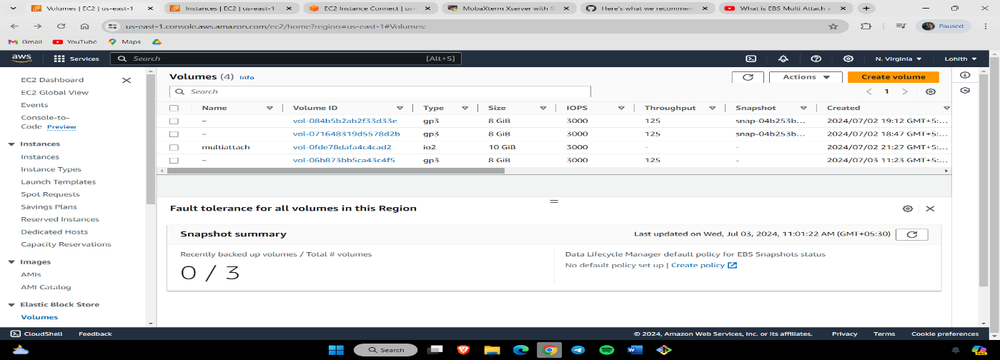 Volumes | EC2 | us-east-1
Instances | EC2 | us-east-1
EC2 Instance Connect | us-
MobaXterm Xserver with S
Here's what we recommen
What is EBS Multi Attach a
us-east-1.console.aws.amazon.com/ec2/home?region=us-east-1#Volumes:
Paused
Gmail
YouTube
Maps
aws
Services
Search
[Alt+S]
N. Virginia
Lohith
EC2 Dashboard
EC2 Global View
Events
Console-to-
Code Preview
Instances
Instances
Instance Types
Launch Templates
Spot Requests
Savings Plans
Reserved Instances
Dedicated Hosts
Capacity Reservations
Images
AMIs
AMI Catalog
Elastic Block Store
Volumes
Volumes (4) Info
Actions
Create volume
Search
1
Name Volume ID Type Size IOPS Throughput Snapshot Created
– vol-084b5b2ab2f33d33e gp3 8 GiB 3000 125 snap-04b253b... 2024/07/02 19:12 GMT+5:...
– vol-071648319d5578d2b gp3 8 GiB 3000 125 snap-04b253b... 2024/07/02 18:47 GMT+5:...
multiattach vol-0fde78dafa4c4cad2 io2 10 GiB 3000 - - 2024/07/02 21:27 GMT+5:...
– vol-06b873bb5ca43c4f5 gp3 8 GiB 3000 125 - 2024/07/03 11:23 GMT+5:...
Fault tolerance for all volumes in this Region
Snapshot summary
Last updated on Wed, Jul 03, 2024, 11:01:22 AM (GMT+05:30)
Recently backed up volumes / Total # volumes
0 / 3
Data Lifecycle Manager default policy for EBS Snapshots status
No default policy set up | Create policy
CloudShell
Feedback
© 2024, Amazon Web Services, Inc. or its affiliates.
Privacy
Terms
Cookie preferences
Search